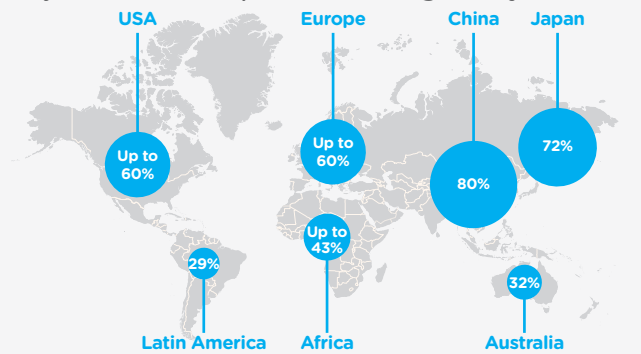 USA
Europe
China
Japan
Up to
60%
Up to
60%
80%
72%
Up to
43%
29%
32%
Latin America
Africa
Australia